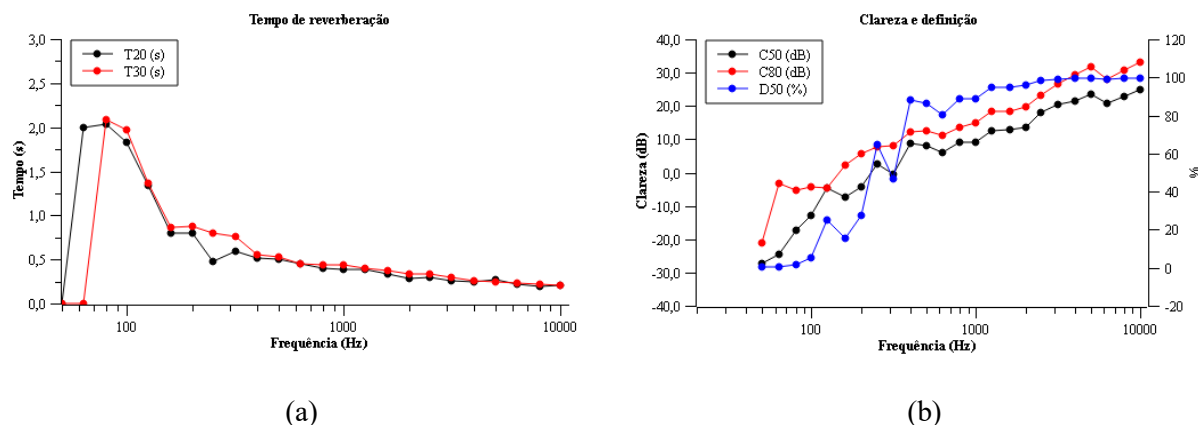 Tempo de reverberação
3,0
2,5
2,0
1,5
1,0
0,5
0,0
Tempo (s)
T20 (s)
T30 (s)
100
1000
10000
Frequência (Hz)
(a)
Clareza e definição
40,0
30,0
20,0
10,0
0,0
-10,0
-20,0
-30,0
-40,0
Clareza (dB)
C50 (dB)
C80 (dB)
D50 (%)
120
100
80
60
40
20
0
-20
%
100
1000
10000
Frequência (Hz)
(b)